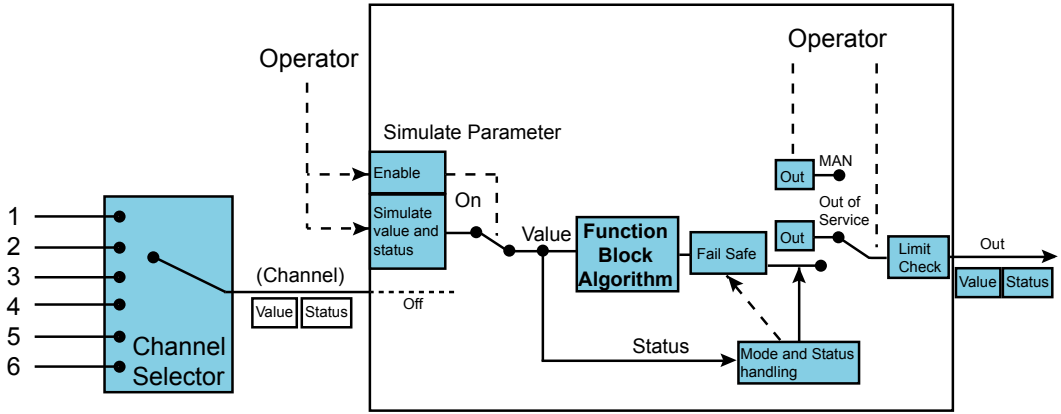 Operator
Operator
Simulate Parameter
Enable
Simulate
value and
status
On
Off
1
2
3
4
5
6
Channel
Selector
(Channel)
Value
Status
Value
Function
Block
Algorithm
Fail Safe
Status
Mode and Status
handling
Out
MAN
Out of
Service
Out
Limit
Check
Out
Value
Status